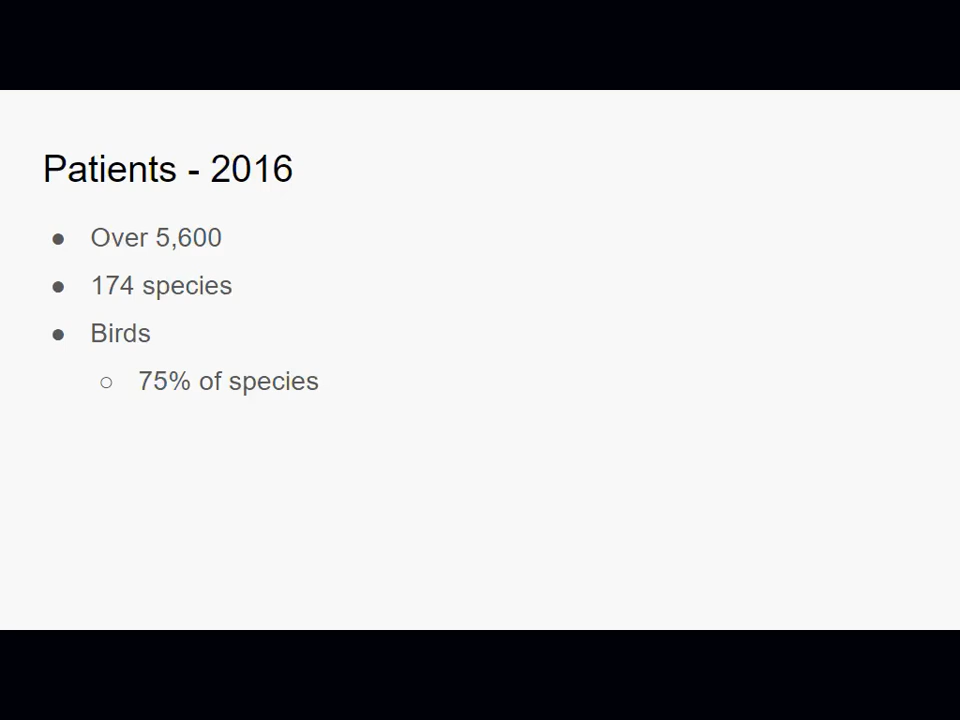 Patients - 2016
● Over 5,600
● 174 species
● Birds
○ 75% of species